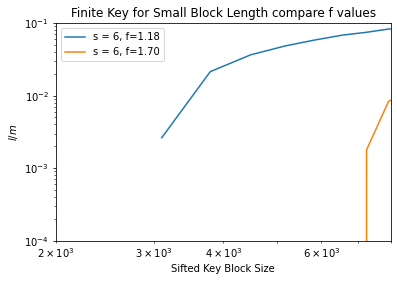 Finite Key for Small Block Length compare f values
s = 6, f=1.18
s = 6, f=1.70
10⁻¹
10⁻²
10⁻³
10⁻⁴
l/m
2 × 10³
3 × 10³
4 × 10³
6 × 10³
Sifted Key Block Size